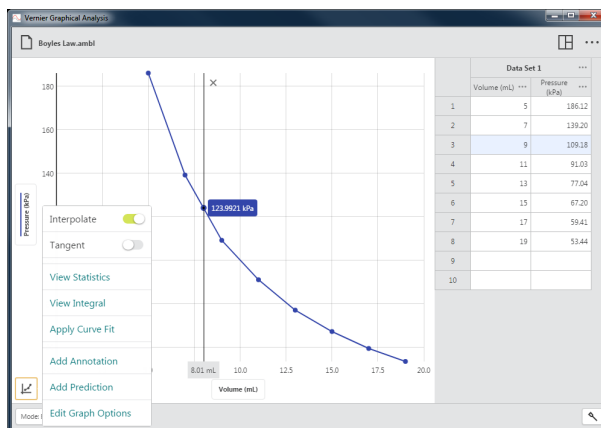 Vernier Graphical Analysis
Boyles Law.ambl
Data Set 1
Volume (mL)
Pressure (kPa)
1 5 186.12
2 7 139.20
3 9 109.18
4 11 91.03
5 13 77.04
6 15 67.20
7 17 59.41
8 19 53.44
9
10
180
160
140
Pressure (kPa)
123.9921 kPa
Interpolate
Tangent
View Statistics
View Integral
Apply Curve Fit
Add Annotation
Add Prediction
Edit Graph Options
8.01 mL
10.0
12.5
15.0
17.5
20.0
Volume (mL)
Mode: